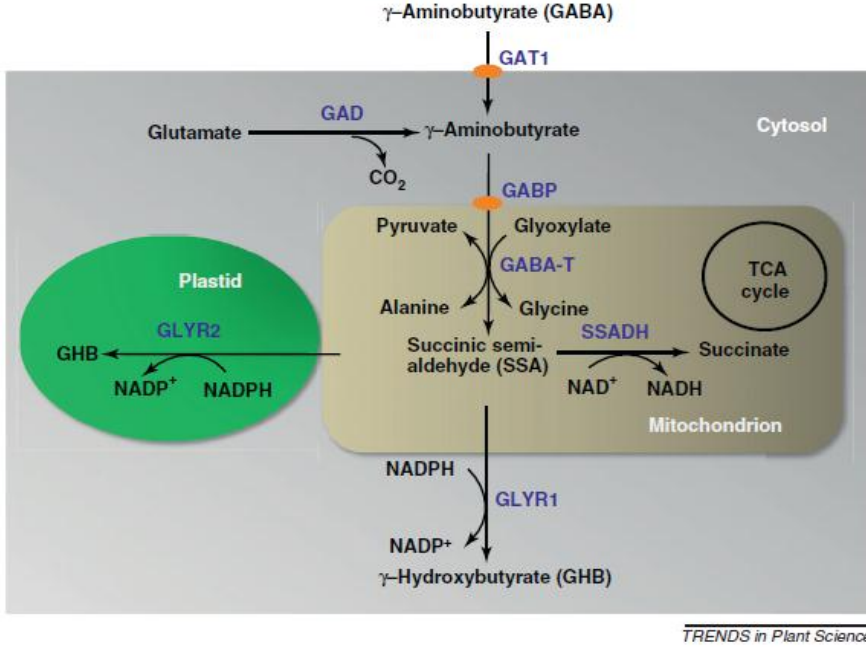 γ–Aminobutyrate (GABA)
GAT1
GAD
Cytosol
Glutamate
γ–Aminobutyrate
CO2
GABP
Pyruvate
Glyoxylate
GABA-T
TCA
cycle
Plastid
Alanine
Glycine
GLYR2
SSADH
GHB
Succinic semi-
aldehyde (SSA)
Succinate
NADP+
NADPH
NAD+
NADH
Mitochondrion
NADPH
GLYR1
NADP+
γ–Hydroxybutyrate (GHB)
TRENDS in Plant Science